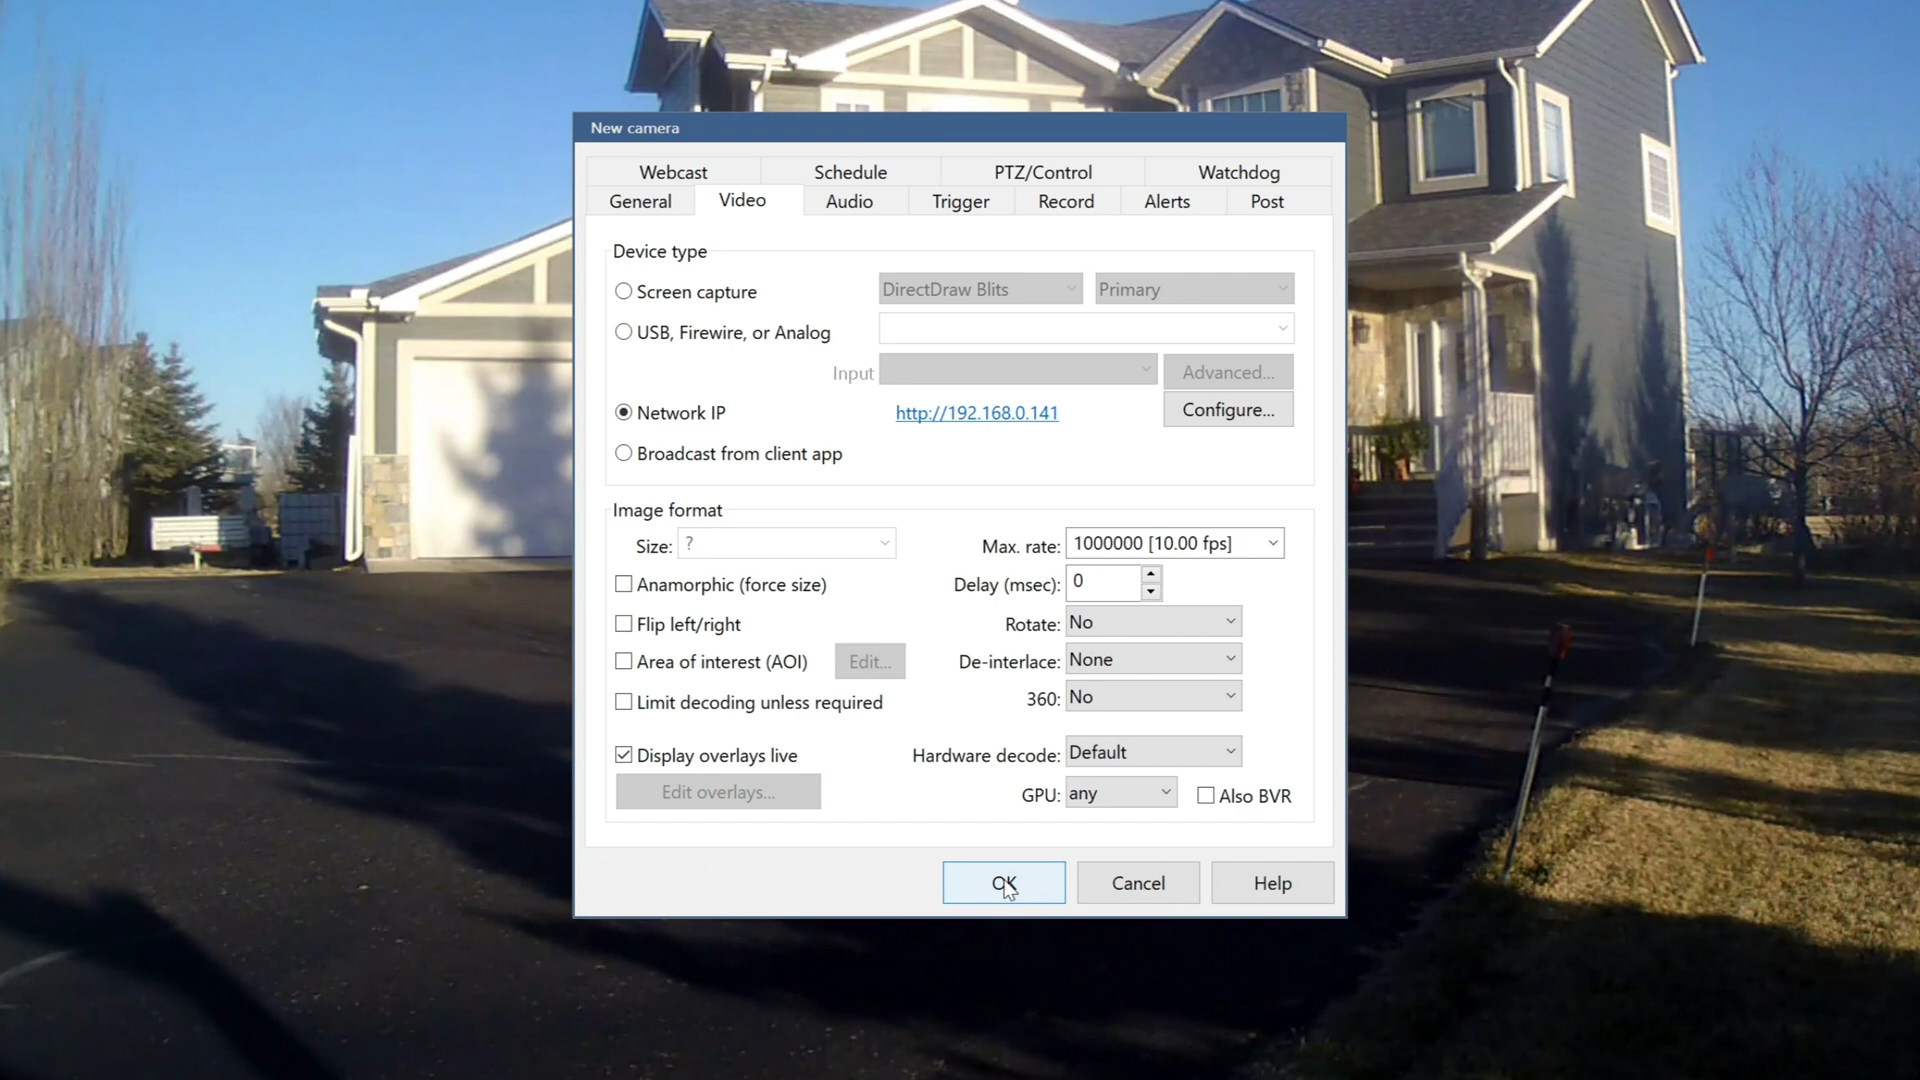 New camera
Webcast Schedule PTZ/Control Watchdog
General Video Audio Trigger Record Alerts Post
Device type
Screen capture DirectDraw Blits Primary
USB, Firewire, or Analog
Input Advanced...
Network IP http://192.168.0.141 Configure...
Broadcast from client app
Image format
Size: ? Max. rate: 1000000 [10.00 fps]
Anamorphic (force size) Delay (msec): 0
Flip left/right Rotate: No
Area of interest (AOI) Edit... De-interlace: None
Limit decoding unless required 360: No
Display overlays live Hardware decode: Default
Edit overlays... GPU: any Also BVR
OK Cancel Help